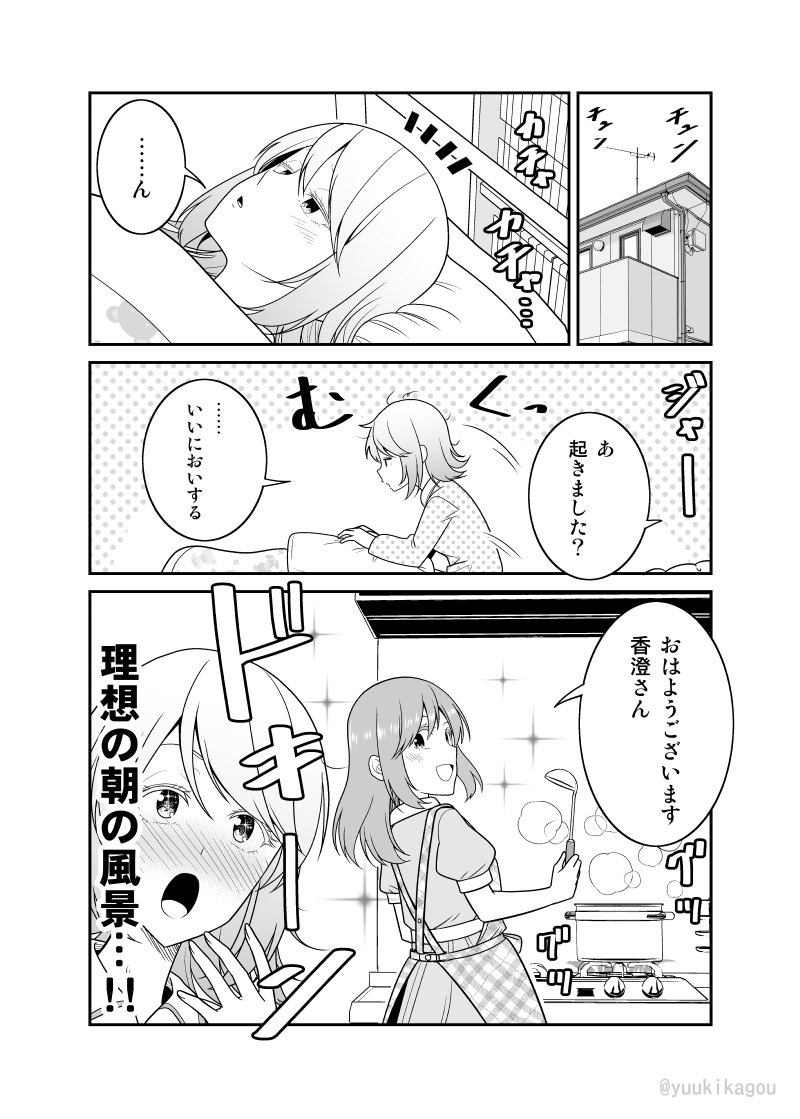 チュン
チュン
カチャ
カチャ…
……ん
ジャー
あ
起きました？
むくっ
……
いいにおいする
おはようございます
香澄さん
グッ
グッ
ドキーン
理想の朝の風景…!!
@yuukikagou